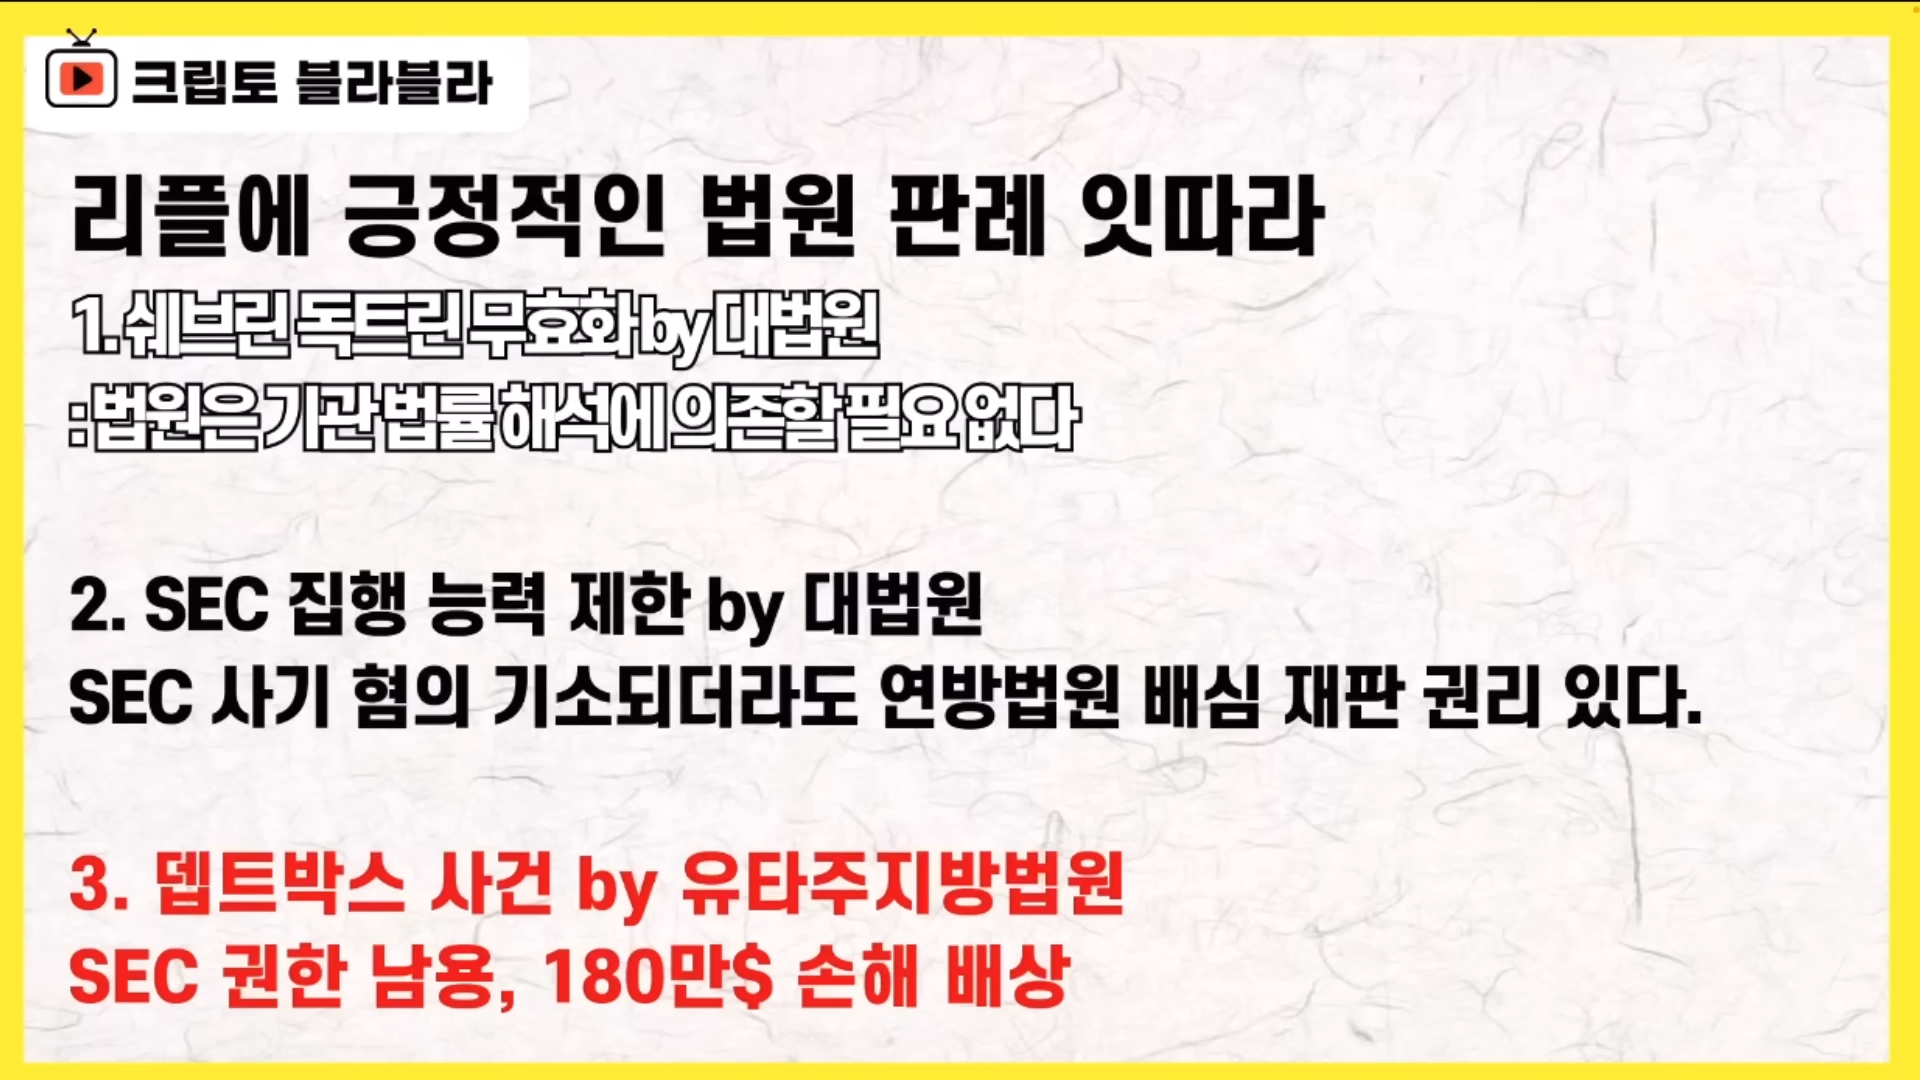 크립토 블라블라
리플에 긍정적인 법원 판례 잇따라
1. 쉐브린 독트린 무효화 by 대법원
: 법원은 기관 법률 해석에 의존할 필요 없다
2. SEC 집행 능력 제한 by 대법원
SEC 사기 혐의 기소되더라도 연방법원 배심 재판 권리 있다.
3. 뎁트박스 사건 by 유타주지방법원
SEC 권한 남용, 180만$ 손해 배상